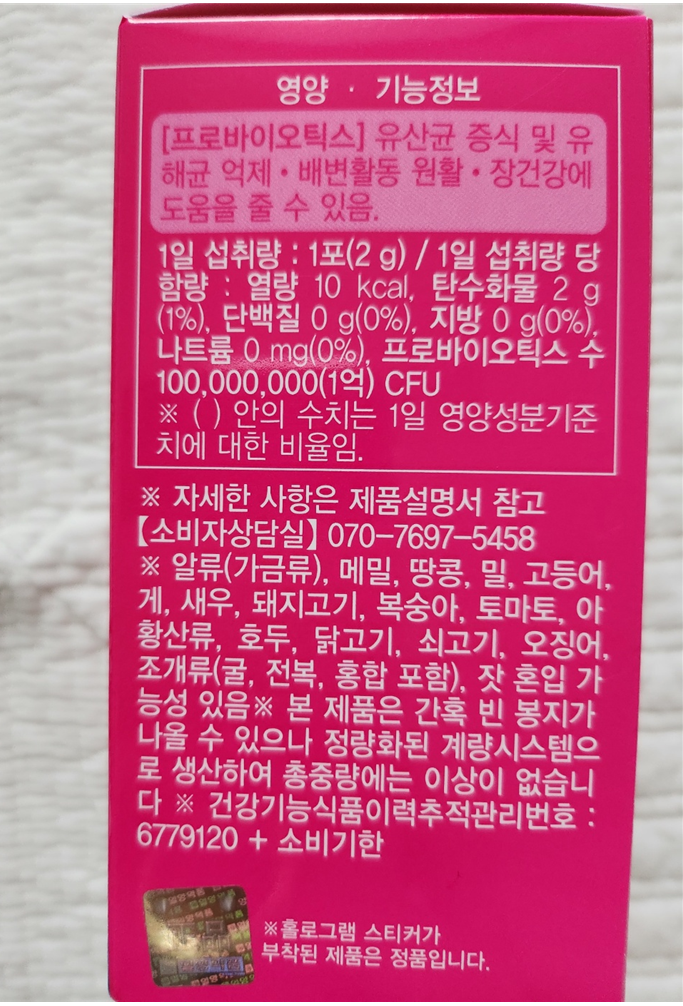 영양 · 기능정보
[프로바이오틱스] 유산균 증식 및 유
해균 억제 • 배변활동 원활 • 장건강에
도움을 줄 수 있음.
1일 섭취량 : 1포(2 g) / 1일 섭취량 당
함량 : 열량 10 kcal, 탄수화물 2 g
(1%), 단백질 0 g(0%), 지방 0 g(0%),
나트륨 0 mg(0%), 프로바이오틱스 수
100,000,000(1억) CFU
※ ( ) 안의 수치는 1일 영양성분기준
치에 대한 비율임.
※ 자세한 사항은 제품설명서 참고
【소비자상담실】 070-7697-5458
※ 알류(가금류), 메밀, 땅콩, 밀, 고등어,
게, 새우, 돼지고기, 복숭아, 토마토, 아
황산류, 호두, 닭고기, 쇠고기, 오징어,
조개류(굴, 전복, 홍합 포함), 잣 혼입 가
능성 있음※ 본 제품은 간혹 빈 봉지가
나올 수 있으나 정량화된 계량시스템으
로 생산하여 총중량에는 이상이 없습니
다 ※ 건강기능식품이력추적관리번호 :
6779120 + 소비기한
정품
※홀로그램 스티커가
부착된 제품은 정품입니다.